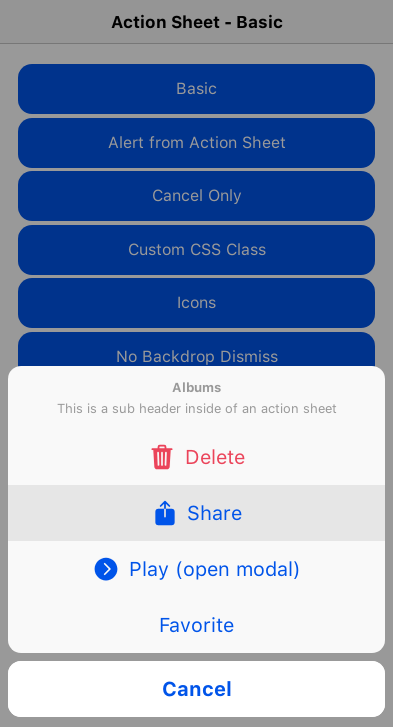 Action Sheet - Basic
Basic
Alert from Action Sheet
Cancel Only
Custom CSS Class
Icons
No Backdrop Dismiss
Albums
This is a sub header inside of an action sheet
Delete
Share
Play (open modal)
Favorite
Cancel